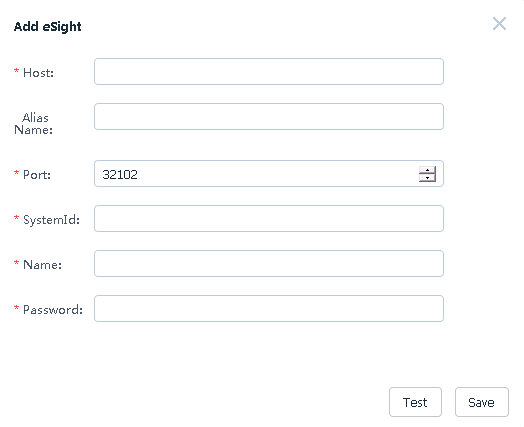 Add eSight
* Host:
Alias
Name:
* Port:
32102
* SystemId:
* Name:
* Password:
Test
Save